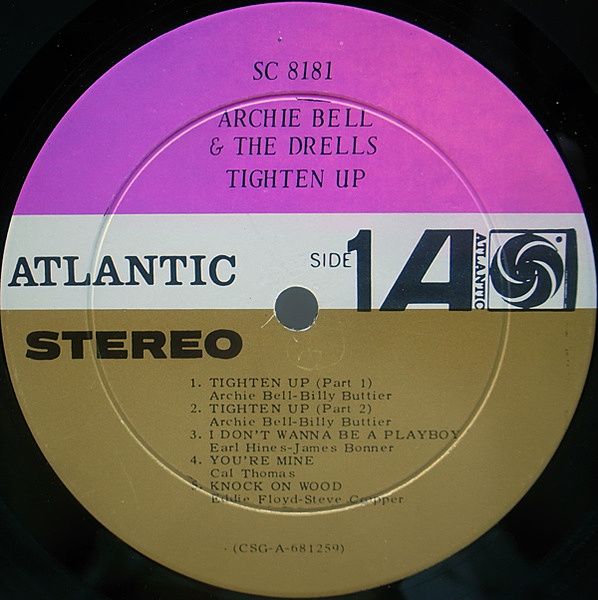 SC 8181
ARCHIE BELL
& THE DRELLS
TIGHTEN UP
ATLANTIC
SIDE 1
A
ATLANTIC
STEREO
1. TIGHTEN UP (Part 1)
Archie Bell-Billy Buttier
2. TIGHTEN UP (Part 2)
Archie Bell-Billy Buttier
3. I DON'T WANNA BE A PLAYBOY
Earl Hines-James Bonner
4. YOU'RE MINE
Cal Thomas
5. KNOCK ON WOOD
Eddie Floyd-Steve Cropper
(CSG-A-681259)